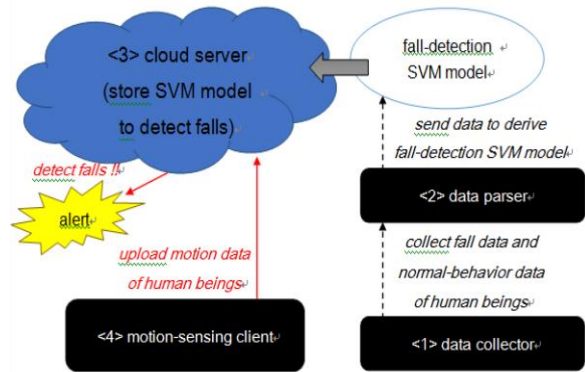 <3> cloud server
(store SVM model
to detect falls)
fall-detection
SVM model
detect falls !!
alert
send data to derive
fall-detection SVM model
<2> data parser
upload motion data
of human beings
collect fall data and
normal-behavior data
of human beings
<4> motion-sensing client
<1> data collector